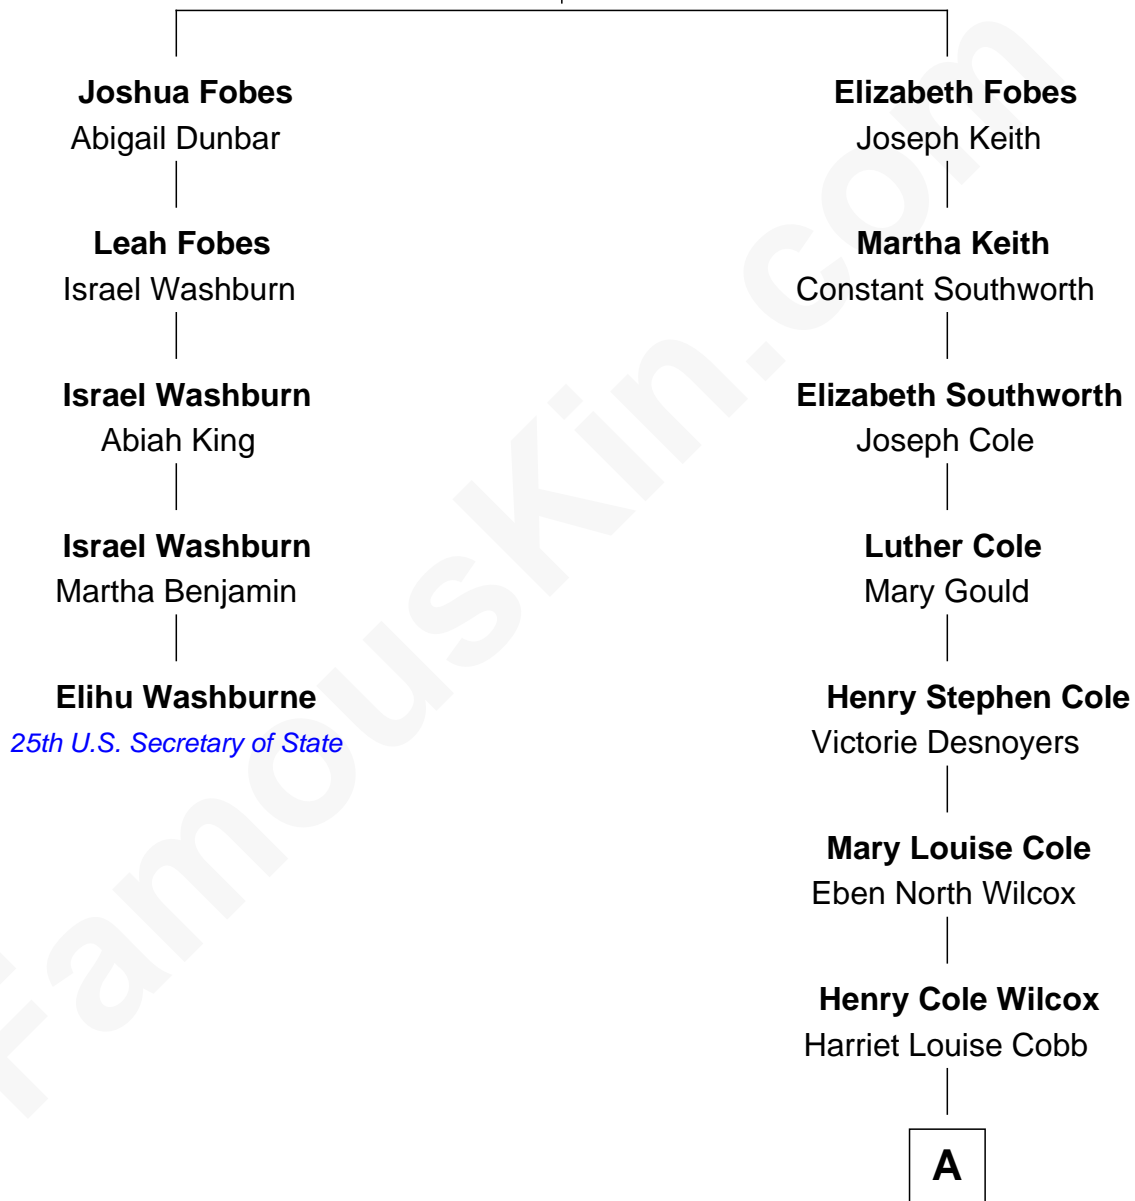 Joshua Fobes
Abigail Dunbar
Leah Fobes
Israel Washburn
Israel Washburn
Abiah King
Israel Washburn
Martha Benjamin
Elihu Washburne
25th U.S. Secretary of State
Elizabeth Fobes
Joseph Keith
Martha Keith
Constant Southworth
Elizabeth Southworth
Joseph Cole
Luther Cole
Mary Gould
Henry Stephen Cole
Victorie Desnoyers
Mary Louise Cole
Eben North Wilcox
Henry Cole Wilcox
Harriet Louise Cobb
A
FamousKin.com